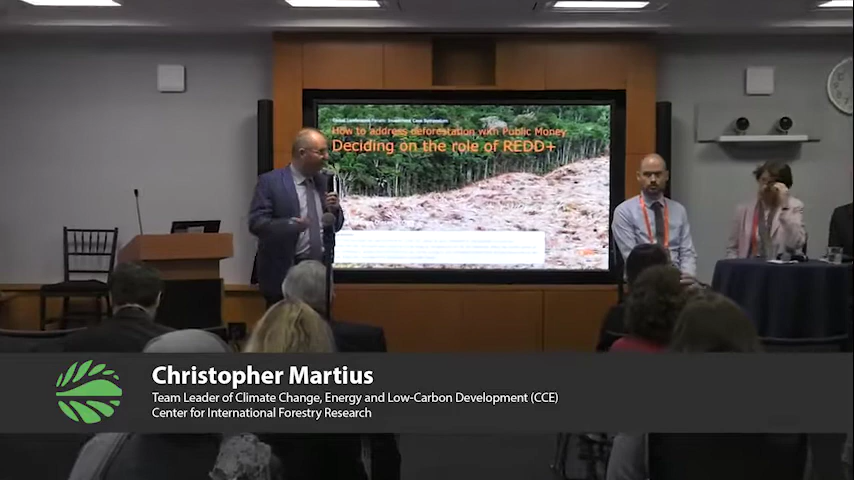 How to address deforestation with Public Money
Deciding on the role of REDD+
Christopher Martius
Team Leader of Climate Change, Energy and Low-Carbon Development (CCE)
Center for International Forestry Research